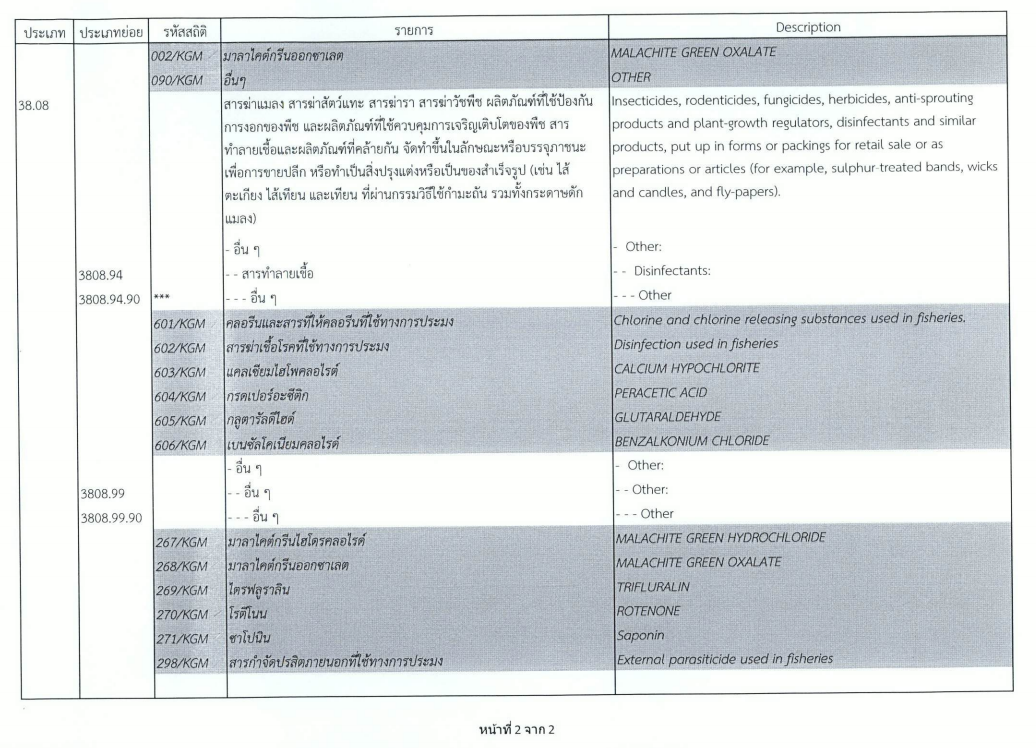 ประเภท ประเภทย่อย รหัสสถิติ รายการ Description
002/KGM มาลาไคต์กรีนออกซาเลต MALACHITE GREEN OXALATE
090/KGM อื่นๆ OTHER
38.08 สารฆ่าแมลง สารฆ่าสัตว์แทะ สารฆ่ารา สารฆ่าวัชพืช ผลิตภัณฑ์ที่ใช้ป้องกัน Insecticides, rodenticides, fungicides, herbicides, anti-sprouting
การงอกของพืช และผลิตภัณฑ์ที่ใช้ควบคุมการเจริญเติบโตของพืช สาร products and plant-growth regulators, disinfectants and similar
ทำลายเชื้อและผลิตภัณฑ์ที่คล้ายกัน จัดทำขึ้นในลักษณะหรือบรรจุภาชนะ products, put up in forms or packings for retail sale or as
เพื่อการขายปลีก หรือทำเป็นสิ่งปรุงแต่งหรือเป็นของสำเร็จรูป (เช่น ไส้ preparations or articles (for example, sulphur-treated bands, wicks
ตะเกียง ไส้เทียน และเทียน ที่ผ่านกรรมวิธีใช้กำมะถัน รวมทั้งกระดาษดัก and candles, and fly-papers).
แมลง)
- อื่น ๆ - Other:
3808.94 - - สารทำลายเชื้อ - - Disinfectants:
3808.94.90 *** - - - อื่น ๆ - - - Other
601/KGM คลอรีนและสารที่ให้คลอรีนที่ใช้ทางการประมง Chlorine and chlorine releasing substances used in fisheries.
602/KGM สารฆ่าเชื้อโรคที่ใช้ทางการประมง Disinfection used in fisheries
603/KGM แคลเซียมไฮโพคลอไรต์ CALCIUM HYPOCHLORITE
604/KGM กรดเปอร์อะซีติก PERACETIC ACID
605/KGM กลูตารัลดีไฮด์ GLUTARALDEHYDE
606/KGM เบนซัลโคเนียมคลอไรด์ BENZALKONIUM CHLORIDE
- อื่น ๆ - Other:
3808.99 - - อื่น ๆ - - Other:
3808.99.90 - - - อื่น ๆ - - - Other
267/KGM มาลาไคต์กรีนไฮโดรคลอไรด์ MALACHITE GREEN HYDROCHLORIDE
268/KGM มาลาไคต์กรีนออกซาเลต MALACHITE GREEN OXALATE
269/KGM ไตรฟลูราลิน TRIFLURALIN
270/KGM โรตีโนน ROTENONE
271/KGM ซาโปนิน Saponin
298/KGM สารกำจัดปรสิตภายนอกที่ใช้ทางการประมง External parasiticide used in fisheries
หน้าที่ 2 จาก 2